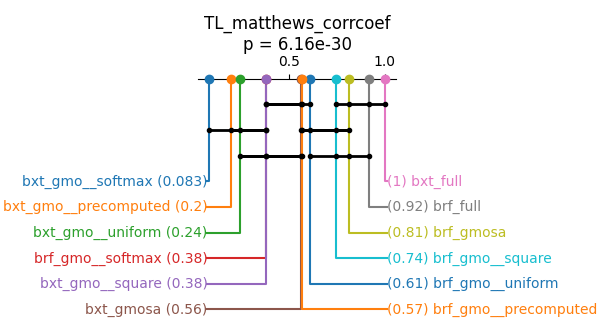 TL_matthews_corrcoef
p = 6.16e-30
0.5 1.0
bxt_gmo__softmax (0.083) (1) bxt_full
bxt_gmo__precomputed (0.2) (0.92) brf_full
bxt_gmo__uniform (0.24) (0.81) brf_gmosa
brf_gmo__softmax (0.38) (0.74) brf_gmo__square
bxt_gmo__square (0.38) (0.61) brf_gmo__uniform
bxt_gmosa (0.56) (0.57) brf_gmo__precomputed